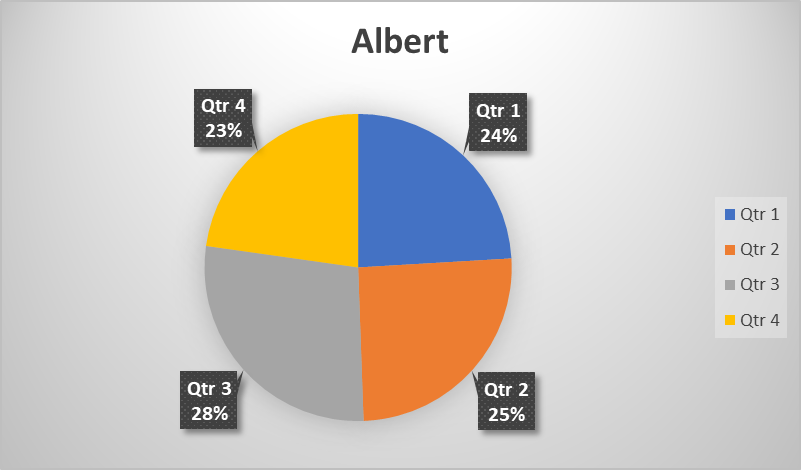 Albert
Qtr 4
23%
Qtr 1
24%
Qtr 3
28%
Qtr 2
25%
Qtr 1
Qtr 2
Qtr 3
Qtr 4